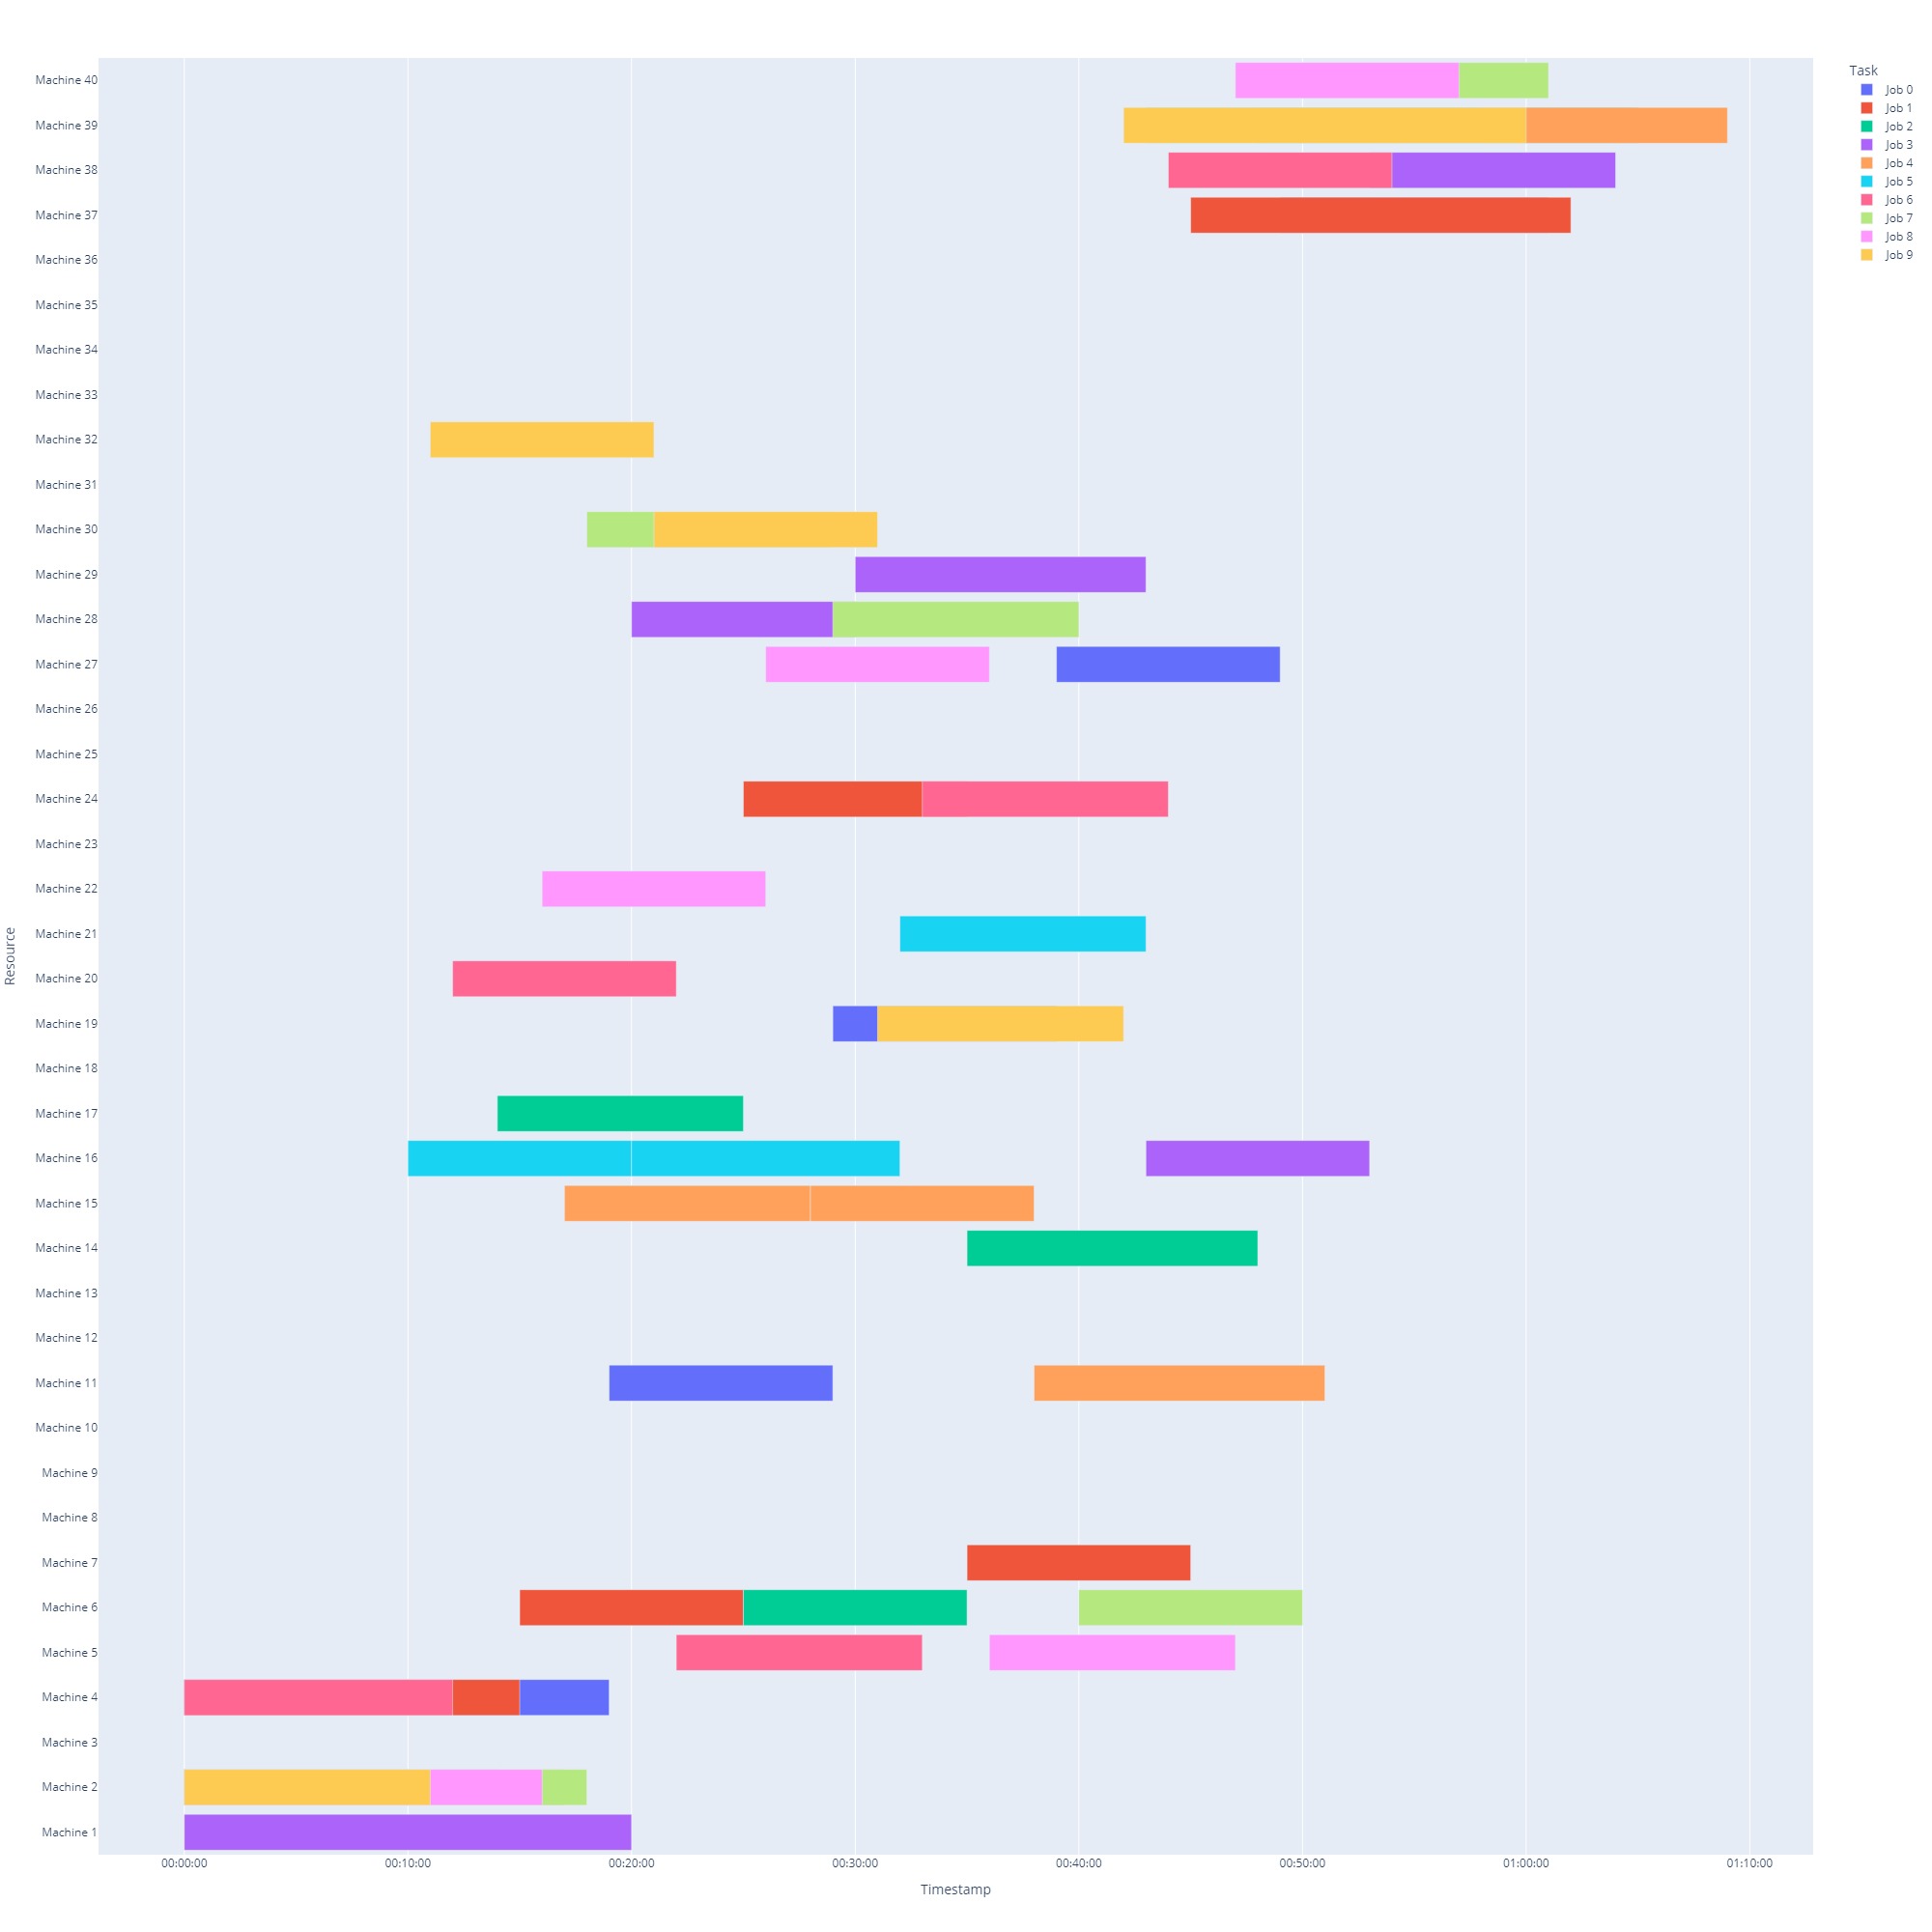 Machine 40
Machine 39
Machine 38
Machine 37
Machine 36
Machine 35
Machine 34
Machine 33
Machine 32
Machine 31
Machine 30
Machine 29
Machine 28
Machine 27
Machine 26
Machine 25
Machine 24
Machine 23
Machine 22
Machine 21
Machine 20
Machine 19
Machine 18
Machine 17
Machine 16
Machine 15
Machine 14
Machine 13
Machine 12
Machine 11
Machine 10
Machine 9
Machine 8
Machine 7
Machine 6
Machine 5
Machine 4
Machine 3
Machine 2
Machine 1
Resource
00:00:00 00:10:00 00:20:00 00:30:00 00:40:00 00:50:00 01:00:00 01:10:00
Timestamp
Task
Job 0
Job 1
Job 2
Job 3
Job 4
Job 5
Job 6
Job 7
Job 8
Job 9